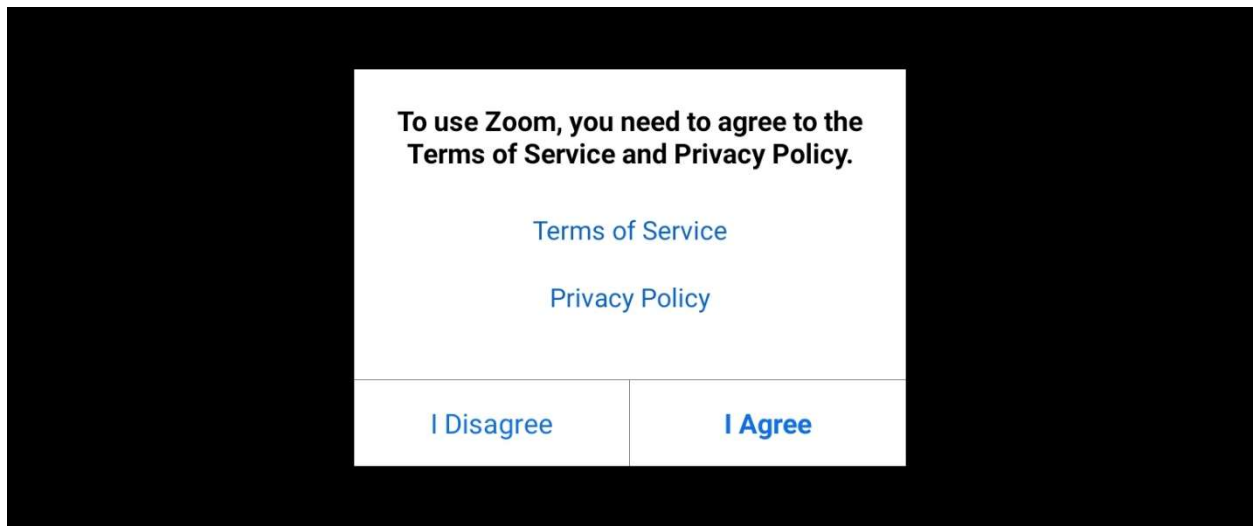 To use Zoom, you need to agree to the
Terms of Service and Privacy Policy.
Terms of Service
Privacy Policy
I Disagree
I Agree